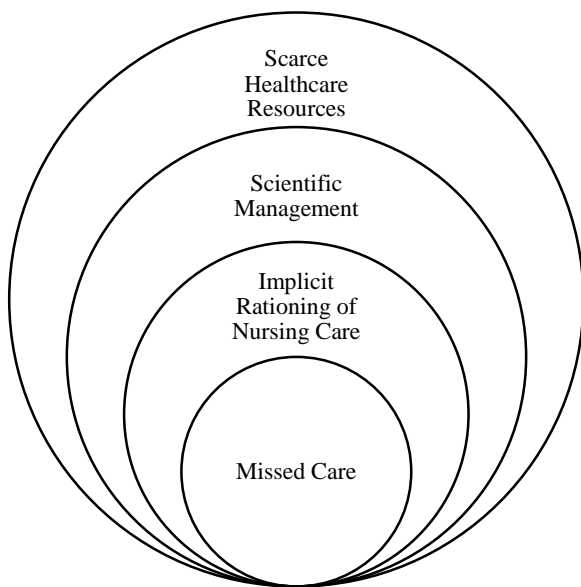 Scarce
Healthcare
Resources
Scientific
Management
Implicit
Rationing of
Nursing Care
Missed Care